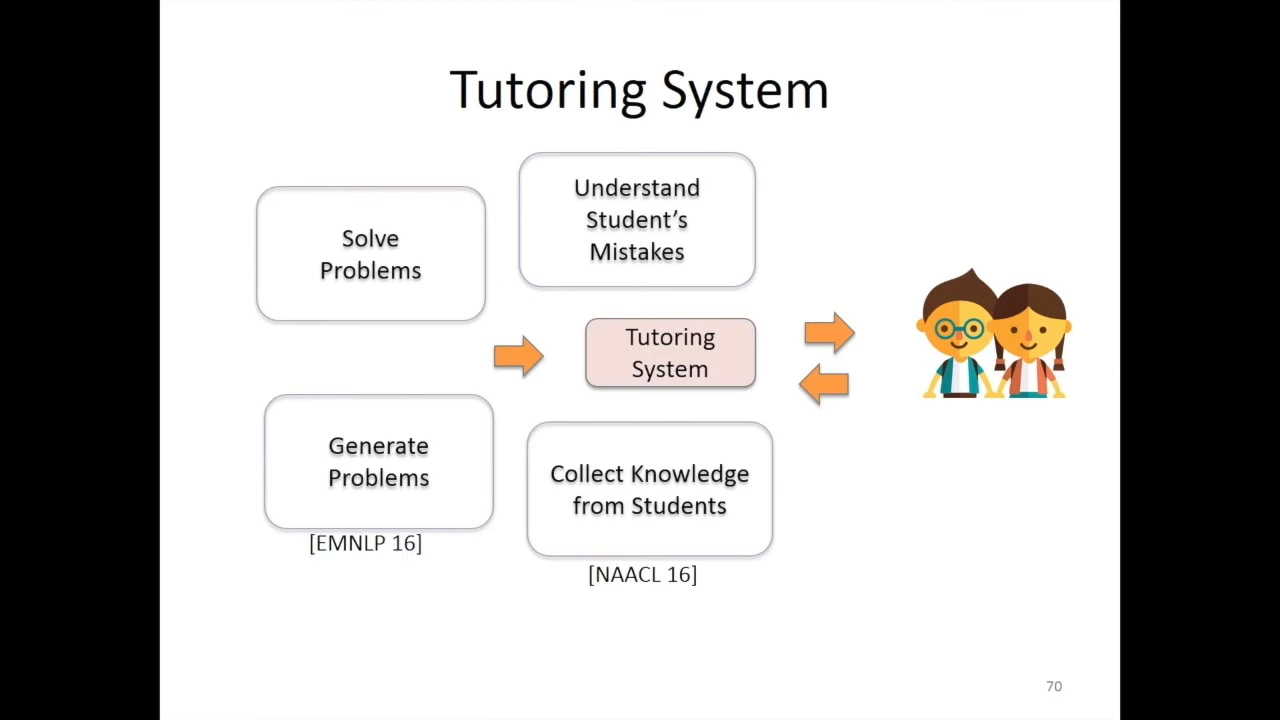 Tutoring System
Solve
Problems
Understand
Student’s
Mistakes
Tutoring
System
Generate
Problems
[EMNLP 16]
Collect Knowledge
from Students
[NAACL 16]
70